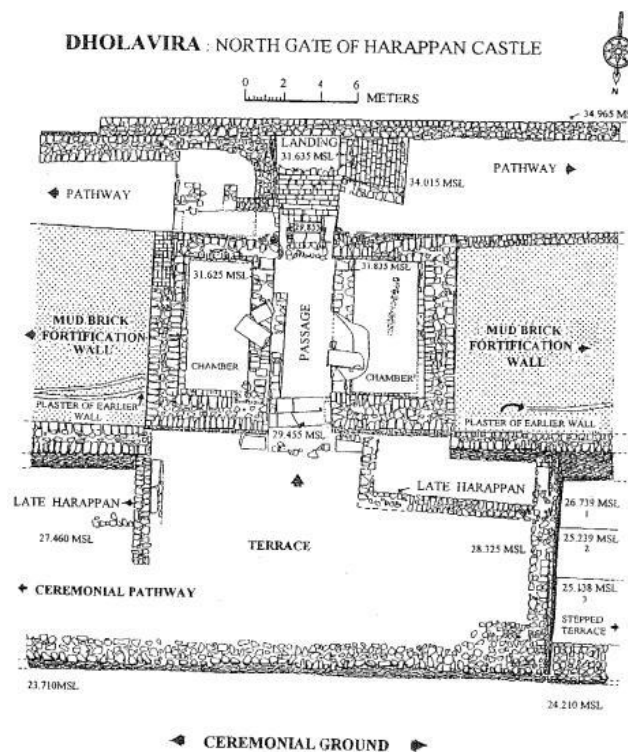 DHOLAVIRA : NORTH GATE OF HARAPPAN CASTLE
N
0 2 4 6
METERS
34.965 MSL
LANDING
31.635 MSL
PATHWAY
PATHWAY
34.015 MSL
31.625 MSL
31.835 MSL
MUD BRICK
FORTIFICATION
WALL
PASSAGE
MUD BRICK
FORTIFICATION
WALL
CHAMBER
CHAMBER
PLASTER OF EARLIER
WALL
PLASTER OF EARLIER WALL
29.455 MSL
LATE HARAPPAN
LATE HARAPPAN
27.460 MSL
TERRACE
28.325 MSL
26.739 MSL
1
25.239 MSL
2
25.138 MSL
3
STEPPED
TERRACE
CEREMONIAL PATHWAY
23.710MSL
24.210 MSL
CEREMONIAL GROUND